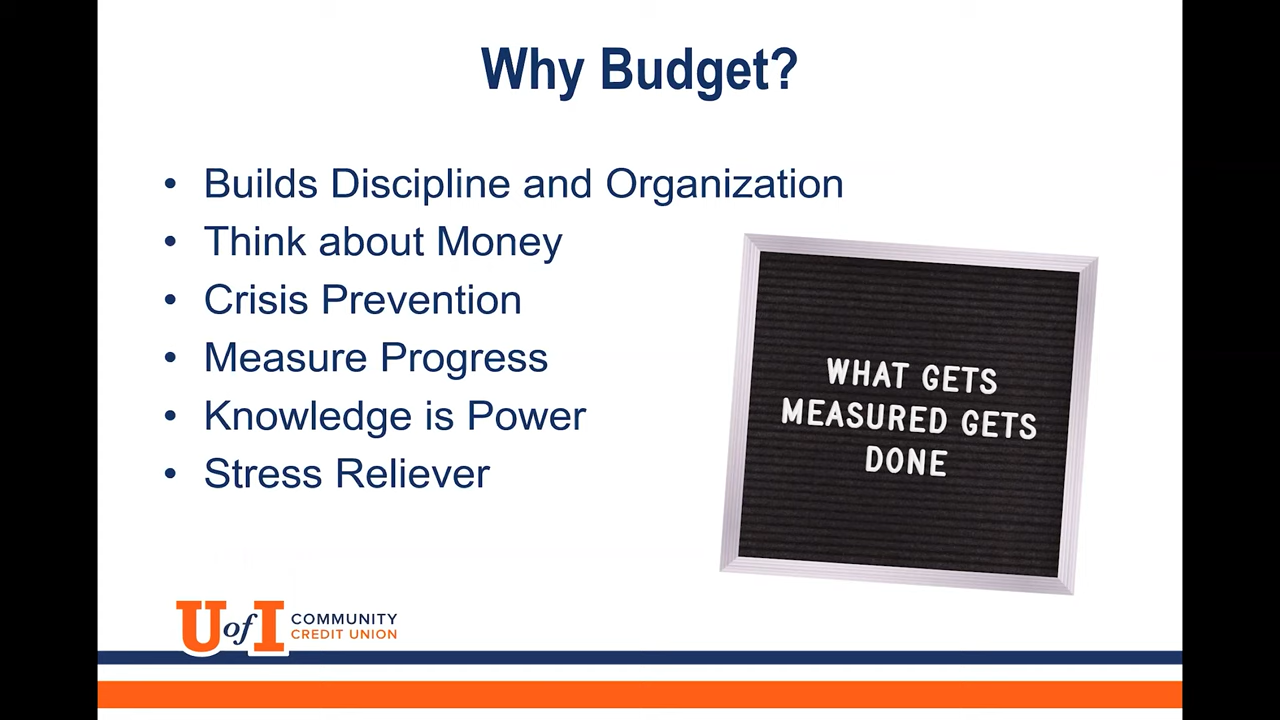 Why Budget?
• Builds Discipline and Organization
• Think about Money
• Crisis Prevention
• Measure Progress
• Knowledge is Power
• Stress Reliever
WHAT GETS
MEASURED GETS
DONE
U of I COMMUNITY
CREDIT UNION